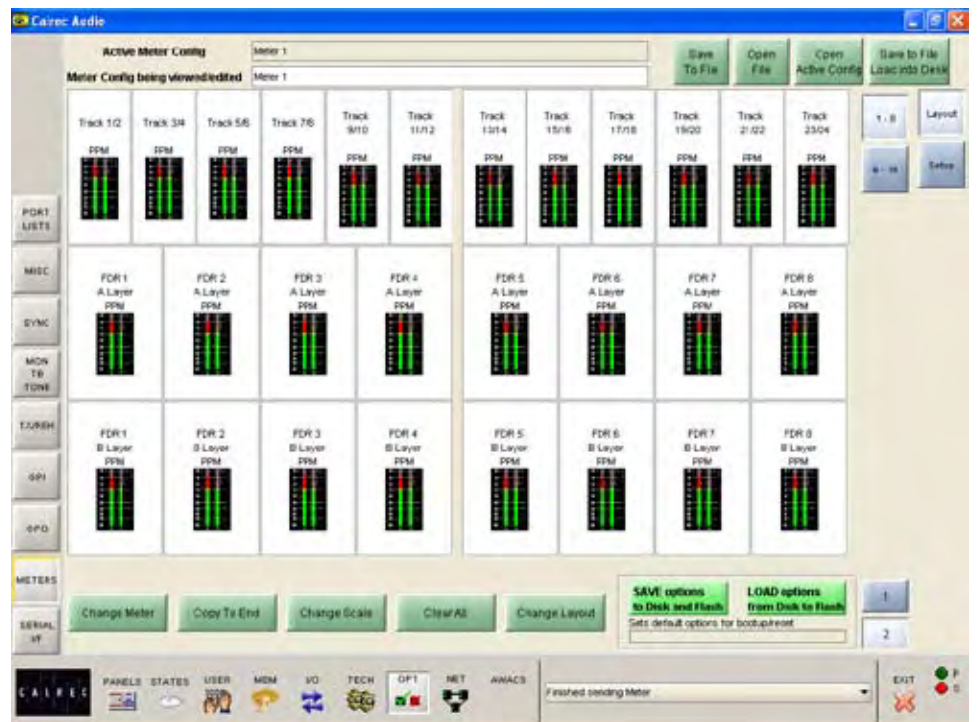 Calrec Audio
Active Meter Config
Meter 1
Save To File
Open File
Open Active Config
Save to File Load into Desk
Meter Config being viewed/edited
Meter 1
Track 1/2
Track 3/4
Track 5/6
Track 7/8
Track 9/10
Track 11/12
Track 13/14
Track 15/16
Track 17/18
Track 19/20
Track 21/22
Track 23/04
PPM PPM PPM PPM PPM PPM PPM PPM PPM PPM PPM PPM
1 - 8
Layout
9 - 16
Setup
PORT LISTS
MISC
SYNC
MON TB TONE
GPI
GPO
METERS
SERIAL I/F
FDR 1 A Layer PPM
FDR 2 A Layer PPM
FDR 3 A Layer PPM
FDR 4 A Layer PPM
FDR 5 A Layer PPM
FDR 6 A Layer PPM
FDR 7 A Layer PPM
FDR 8 A Layer PPM
FDR 1 B Layer PPM
FDR 2 B Layer PPM
FDR 3 B Layer PPM
FDR 4 B Layer PPM
FDR 5 B Layer PPM
FDR 6 B Layer PPM
FDR 7 B Layer PPM
FDR 8 B Layer PPM
Change Meter
Copy To End
Change Scale
Clear All
Change Layout
SAVE options to Disk and Flash
LOAD options from Disk to Flash
Sets default options for bootup/reset
1
2
CALREC
PANELS
STATES
USER
MEM
I/O
TECH
OPT
NET
AWACS
Finished sending Meter
EXIT
P
S